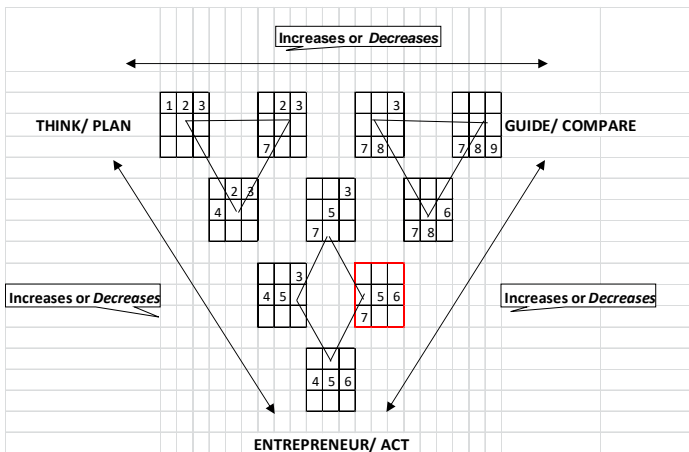 Increases or Decreases
1 2 3 2 3 3
THINK/ PLAN GUIDE/ COMPARE
7 7 8 7 8 9
2 3 3
4 5 6
7 7 8
3
Increases or Decreases 4 5 5 6 Increases or Decreases
7
4 5 6
ENTREPRENEUR/ ACT